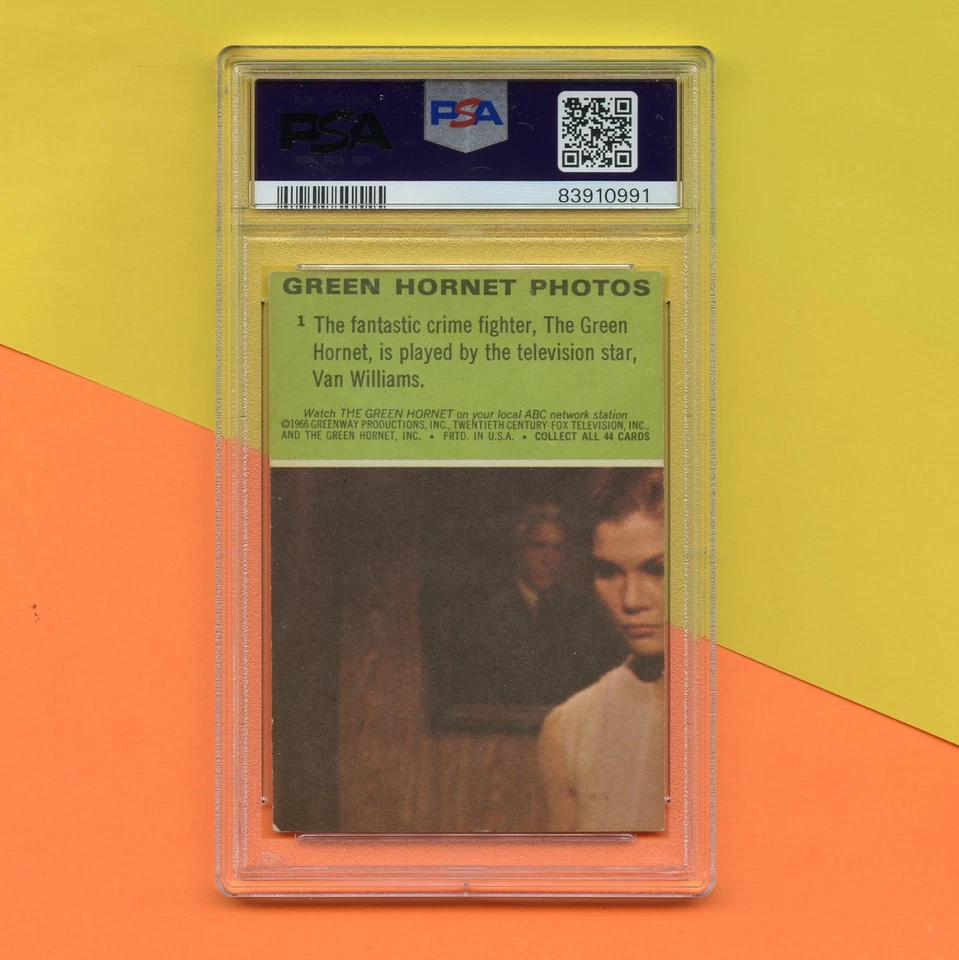 PSA
PSA
83910991
GREEN HORNET PHOTOS
1 The fantastic crime fighter, The Green
Hornet, is played by the television star,
Van Williams.
Watch THE GREEN HORNET on your local ABC network station
©1966 GREENWAY PRODUCTIONS, INC., TWENTIETH CENTURY-FOX TELEVISION, INC.,
AND THE GREEN HORNET, INC. • PRTD. IN U.S.A. • COLLECT ALL 44 CARDS